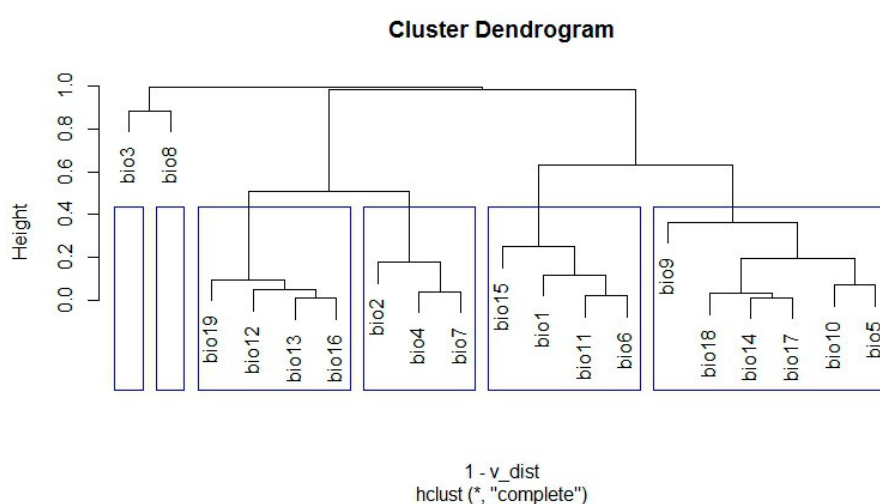 Cluster Dendrogram
Height
1.0
0.8
0.6
0.4
0.2
0.0
bio3
bio8
bio19
bio12
bio13
bio16
bio2
bio4
bio7
bio15
bio1
bio11
bio6
bio9
bio18
bio14
bio17
bio10
bio5
1 - v_dist
hclust (*, "complete")